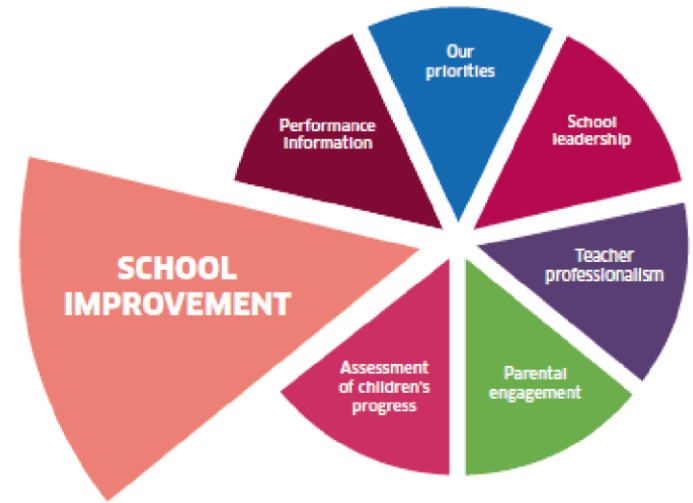 Our
priorities
School
leadership
Teacher
professionalism
Parental
engagement
Assessment
of children's
progress
SCHOOL
IMPROVEMENT
Performance
information